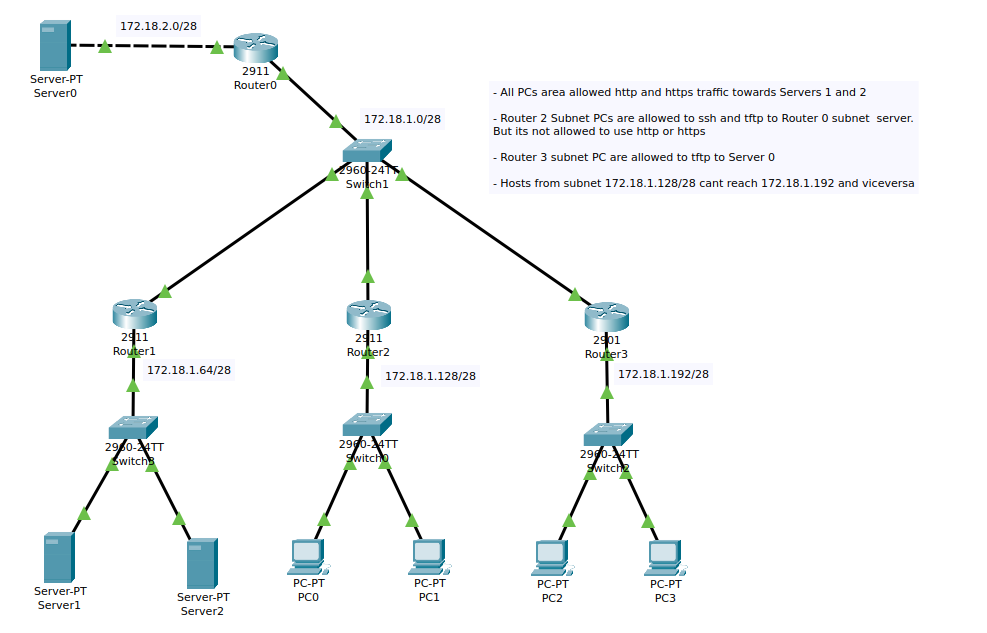 172.18.2.0/28
Server-PT
Server0
2911
Router0
- All PCs area allowed http and https traffic towards Servers 1 and 2
- Router 2 Subnet PCs are allowed to ssh and tftp to Router 0 subnet  server.
But its not allowed to use http or https
- Router 3 subnet PC are allowed to tftp to Server 0
- Hosts from subnet 172.18.1.128/28 cant reach 172.18.1.192 and viceversa
172.18.1.0/28
2960-24TT
Switch1
2911
Router1
2911
Router2
2901
Router3
172.18.1.64/28
172.18.1.128/28
172.18.1.192/28
2960-24TT
Switch3
2960-24TT
Switch0
2960-24TT
Switch2
Server-PT
Server1
Server-PT
Server2
PC-PT
PC0
PC-PT
PC1
PC-PT
PC2
PC-PT
PC3